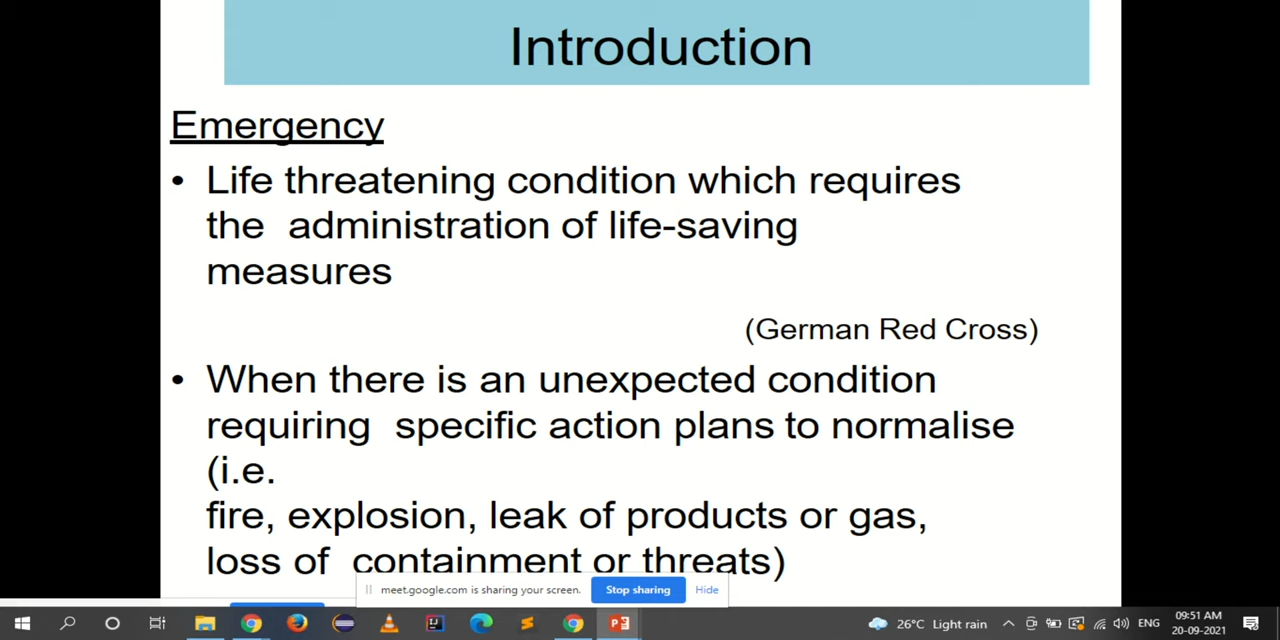 Introduction
Emergency
• Life threatening condition which requires
the administration of life-saving
measures
(German Red Cross)
• When there is an unexpected condition
requiring specific action plans to normalise
(i.e.
fire, explosion, leak of products or gas,
loss of containment or threats)
meet.google.com is sharing your screen. Stop sharing Hide
26°C Light rain ENG 09:51 AM
20-09-2021